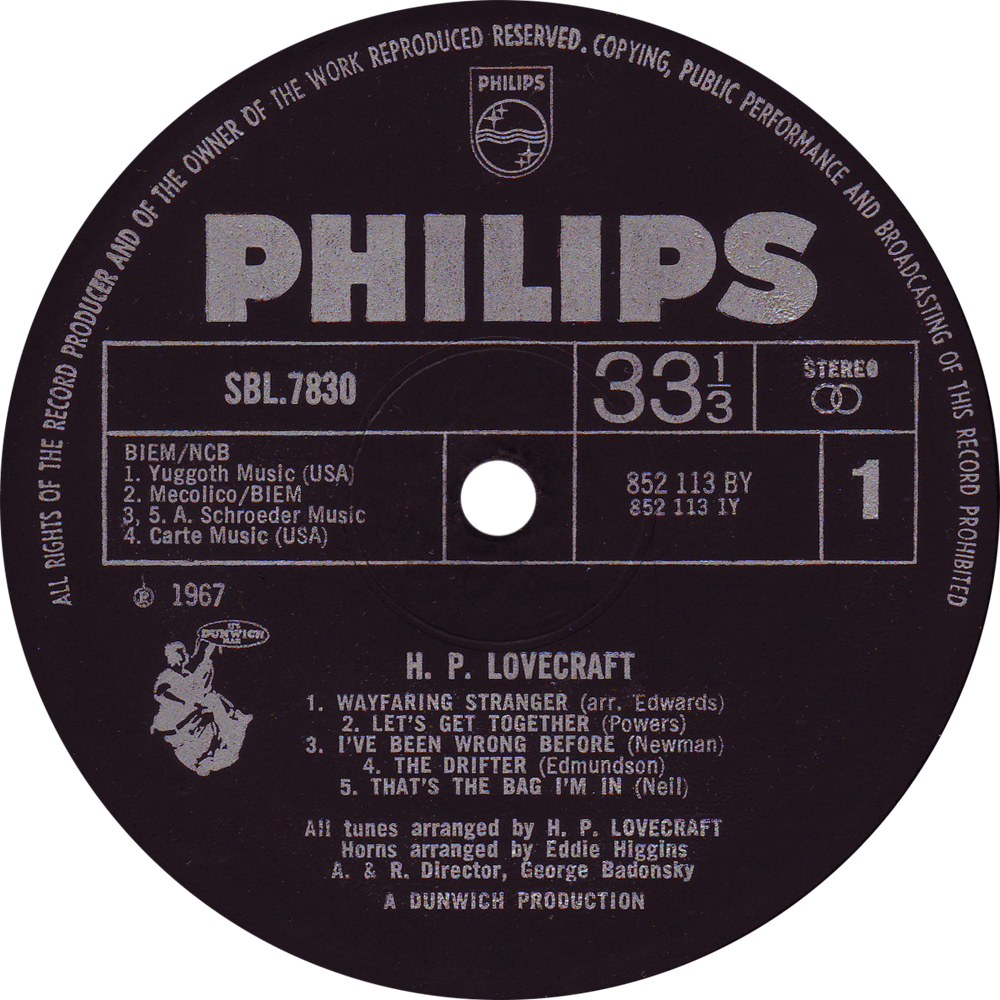 ALL RIGHTS OF THE RECORD PRODUCER AND OF THE OWNER OF THE WORK REPRODUCED RESERVED. COPYING, PUBLIC PERFORMANCE AND BROADCASTING OF THIS RECORD PROHIBITED
PHILIPS
PHILIPS
SBL.7830
33 1/3
STEREO
BIEM/NCB
1. Yuggoth Music (USA)
2. Mecolico/BIEM
3, 5. A. Schroeder Music
4. Carte Music (USA)
852 113 BY
852 113 1Y
1
℗ 1967
IT'S
DUNWICH
MAN
H. P. LOVECRAFT
1. WAYFARING STRANGER (arr. Edwards)
2. LET'S GET TOGETHER (Powers)
3. I'VE BEEN WRONG BEFORE (Newman)
4. THE DRIFTER (Edmundson)
5. THAT'S THE BAG I'M IN (Neil)
All tunes arranged by H. P. LOVECRAFT
Horns arranged by Eddie Higgins
A. & R. Director, George Badonsky
A DUNWICH PRODUCTION